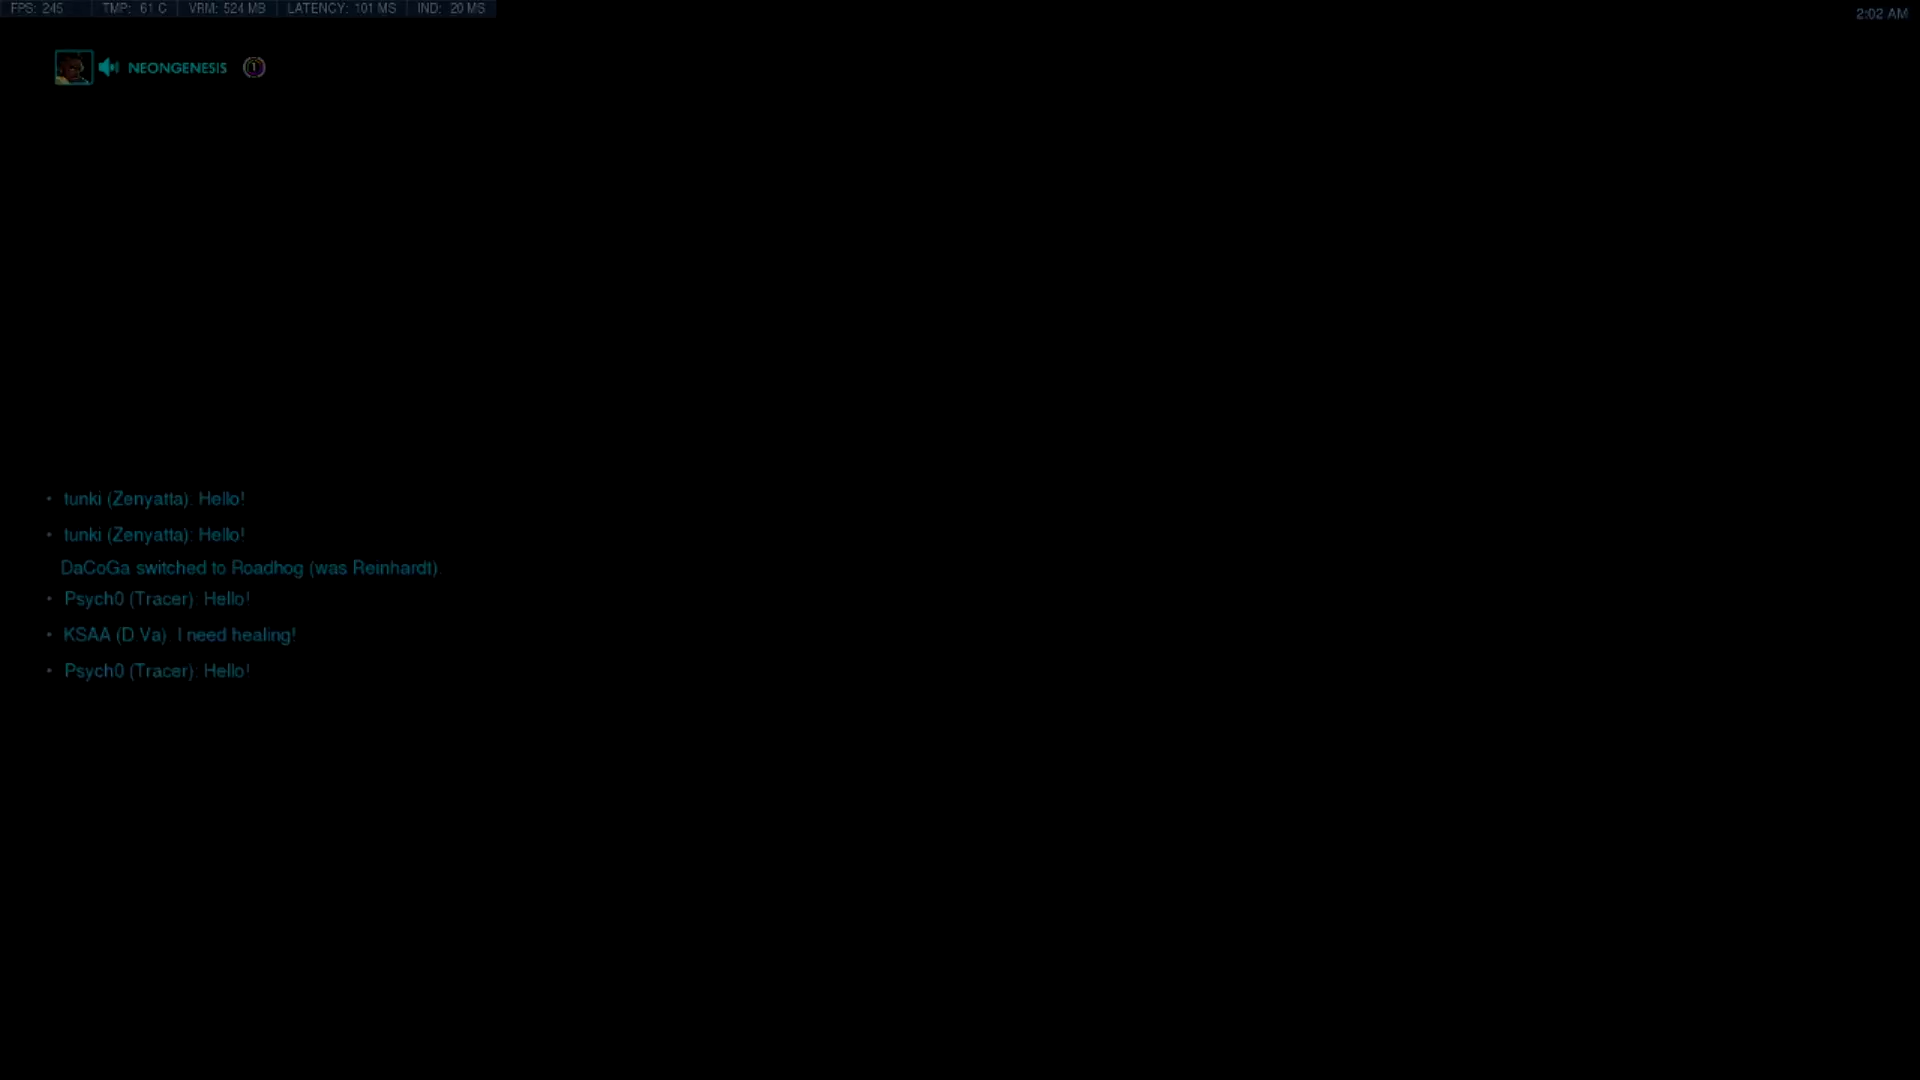 FPS: 245 TMP: 61 C VRM: 524 MB LATENCY: 101 MS IND: 20 MS
2:02 AM
NEONGENESIS 1
• tunki (Zenyatta): Hello!
• tunki (Zenyatta): Hello!
DaCoGa switched to Roadhog (was Reinhardt).
• Psych0 (Tracer): Hello!
• KSAA (D.Va): I need healing!
• Psych0 (Tracer): Hello!